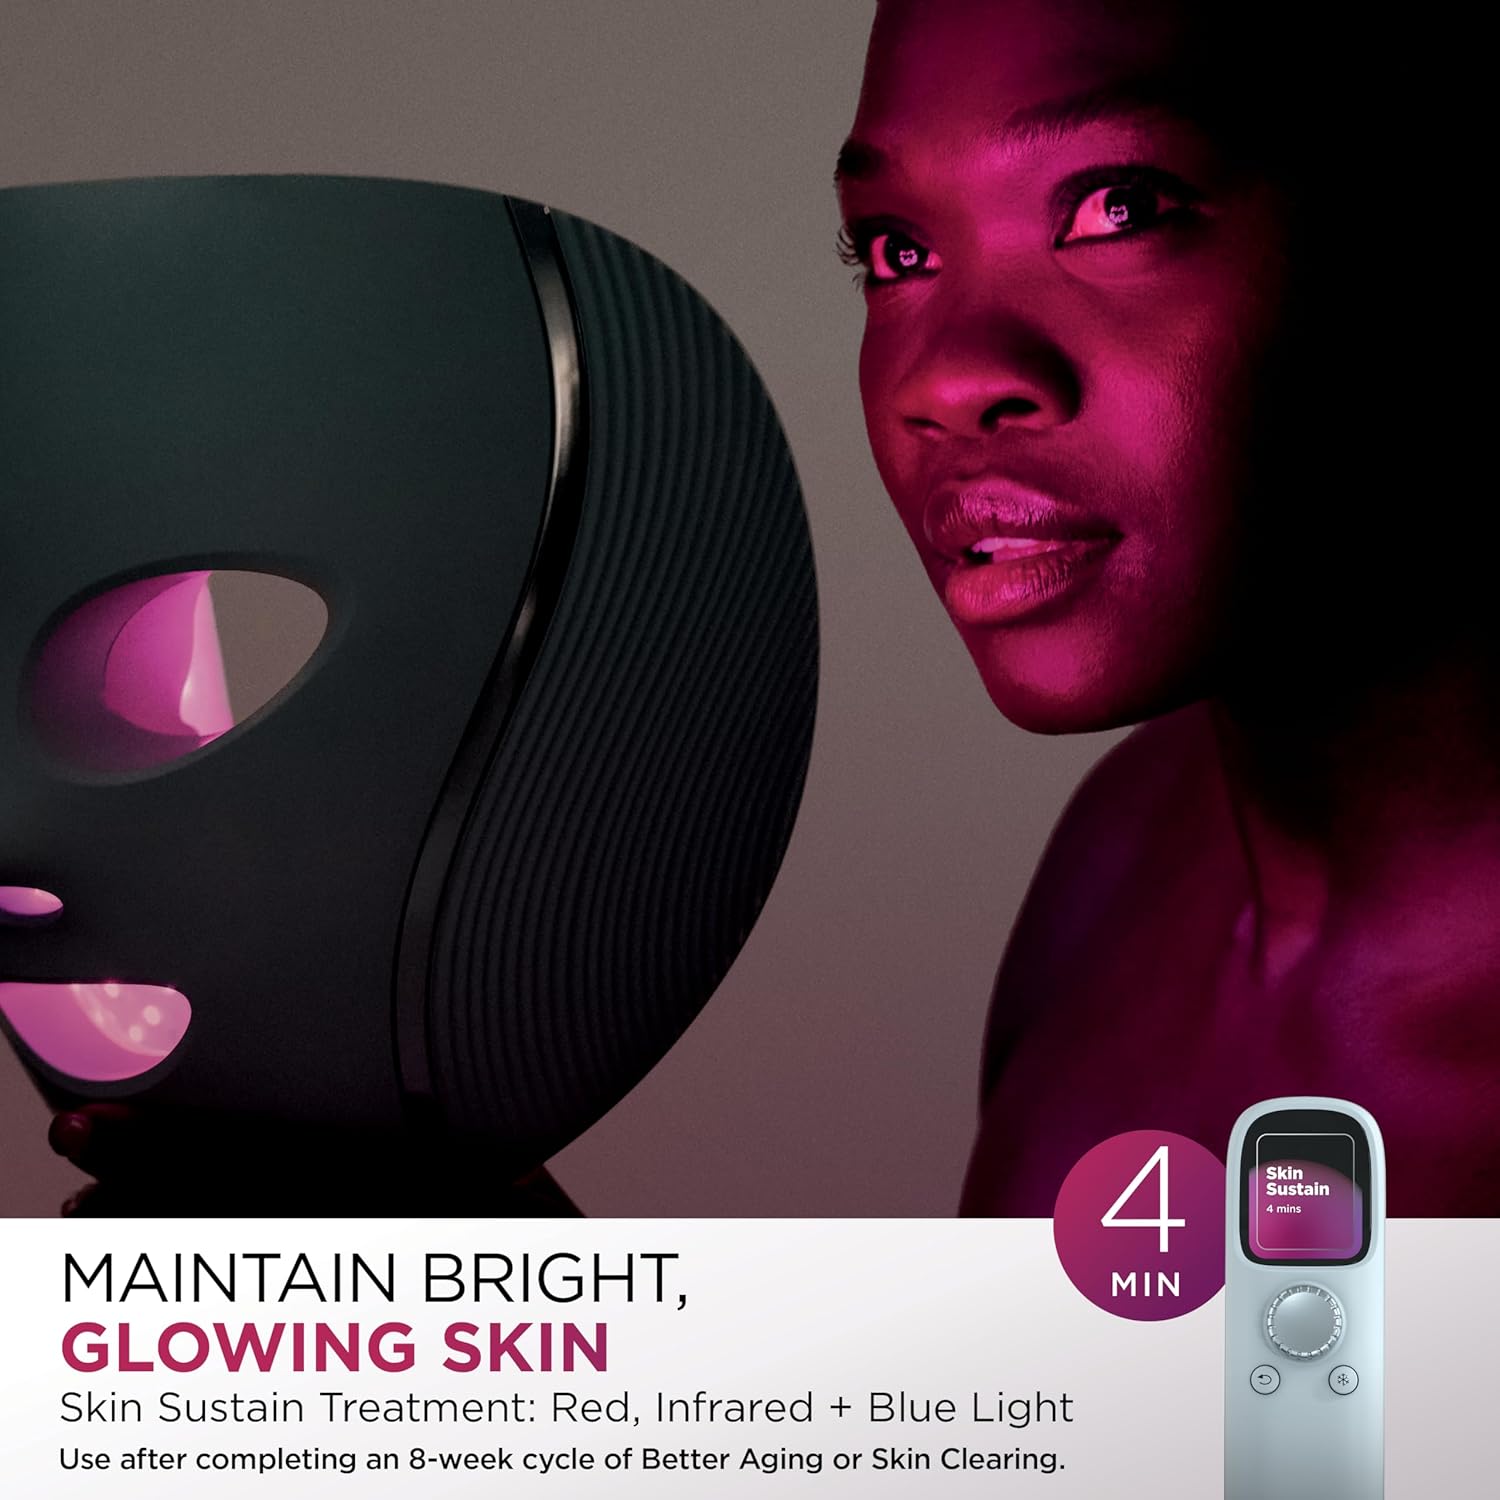 Skin
Sustain
4 mins
4
MIN
MAINTAIN BRIGHT,
GLOWING SKIN
Skin Sustain Treatment: Red, Infrared + Blue Light
Use after completing an 8-week cycle of Better Aging or Skin Clearing.